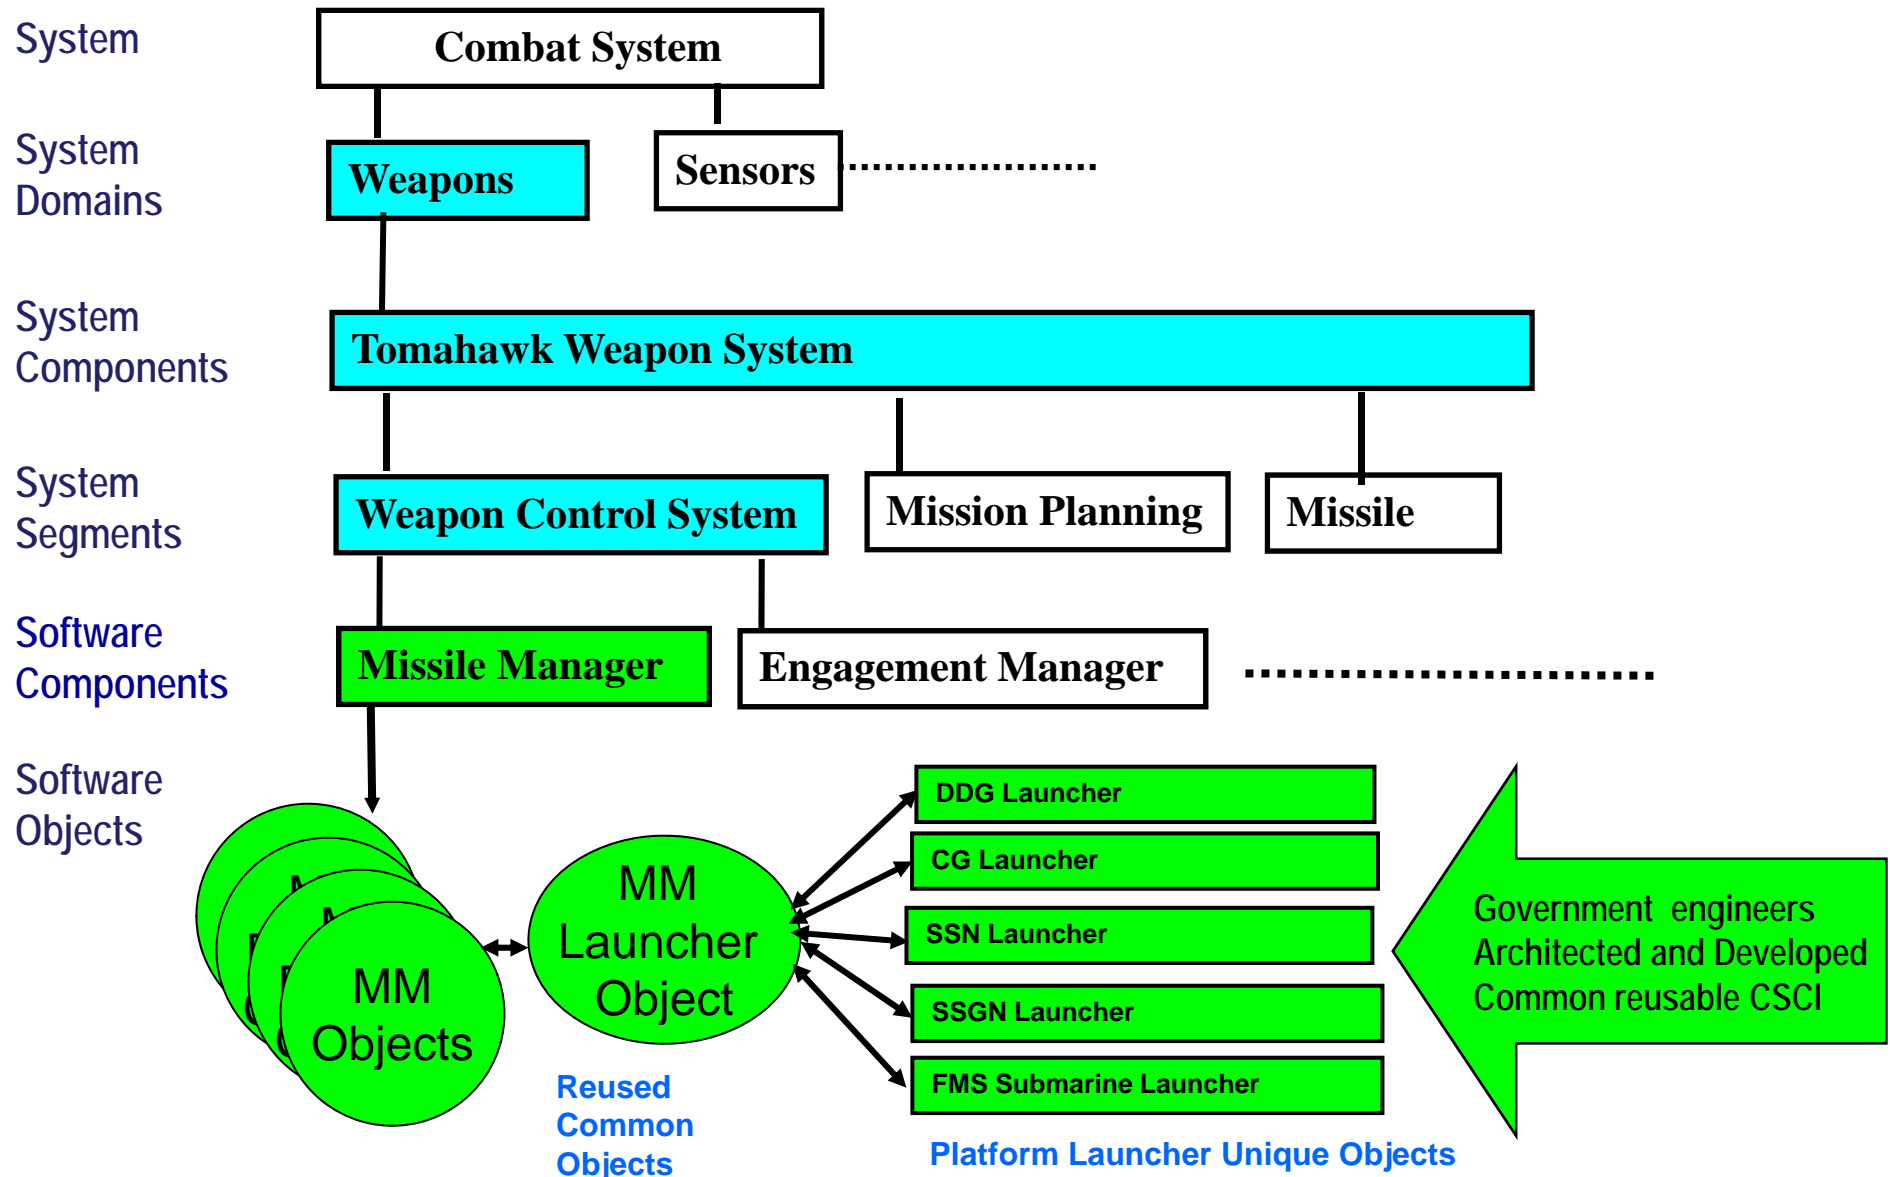 System
Combat System
System
Domains
Weapons
Sensors
System
Components
Tomahawk Weapon System
System
Segments
Weapon Control System
Mission Planning
Missile
Software
Components
Missile Manager
Engagement Manager
Software
Objects
MM
Objects
MM
Launcher
Object
DDG Launcher
CG Launcher
SSN Launcher
SSGN Launcher
FMS Submarine Launcher
Government engineers
Architected and Developed
Common reusable CSCI
Reused
Common
Objects
Platform Launcher Unique Objects